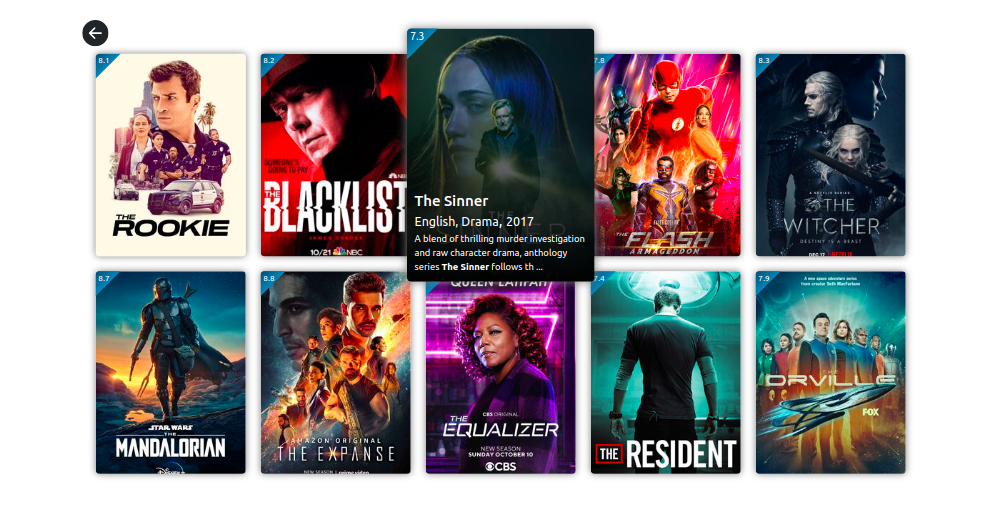 8.1
THE
ROOKIE
8.2
SOMEONE'S
GOING TO PAY
NBC
THE
BLACKLIST
JAMES SPADER
10/21 NBC
7.3
The Sinner
English, Drama, 2017
A blend of thrilling murder investigation
and raw character drama, anthology
series The Sinner follows th ...
7.8
THE
FLASH
ARMAGEDDON
8.3
A NETFLIX SERIES
THE
WITCHER
DESTINY IS A BEAST
DEC 17 NETFLIX
8.7
STAR WARS
THE
MANDALORIAN
Disney+
8.8
AMAZON ORIGINAL
THE EXPANSE
NEW SEASON prime video
QUEEN LATIFAH
CBS ORIGINAL
THE
EQUALIZER
NEW SEASON
SUNDAY OCTOBER 10
CBS
7.4
THE RESIDENT
7.9
A new space adventure series
from creator Seth MacFarlane
THE
ORVILLE
FOX